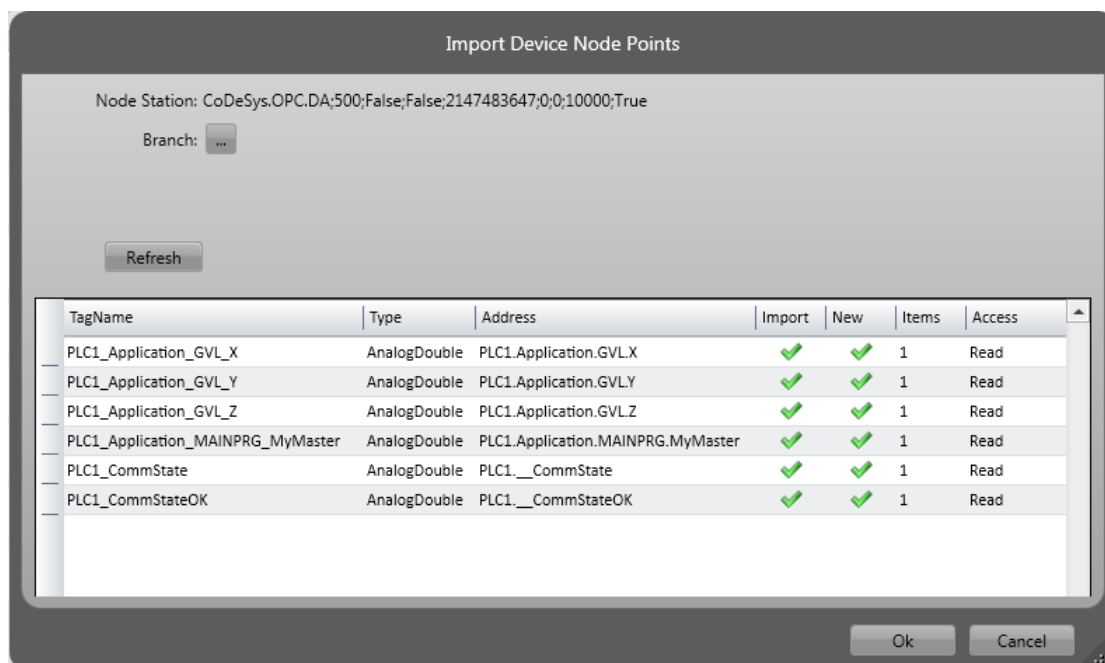 Import Device Node Points
Node Station: CoDeSys.OPC.DA;500;False;False;2147483647;0;0;10000;True
Branch: ...
Refresh
TagName Type Address Import New Items Access
PLC1_Application_GVL_X AnalogDouble PLC1.Application.GVL.X 1 Read
PLC1_Application_GVL_Y AnalogDouble PLC1.Application.GVL.Y 1 Read
PLC1_Application_GVL_Z AnalogDouble PLC1.Application.GVL.Z 1 Read
PLC1_Application_MAINPRG_MyMaster AnalogDouble PLC1.Application.MAINPRG.MyMaster 1 Read
PLC1_CommState AnalogDouble PLC1.__CommState 1 Read
PLC1_CommStateOK AnalogDouble PLC1.__CommStateOK 1 Read
Ok Cancel